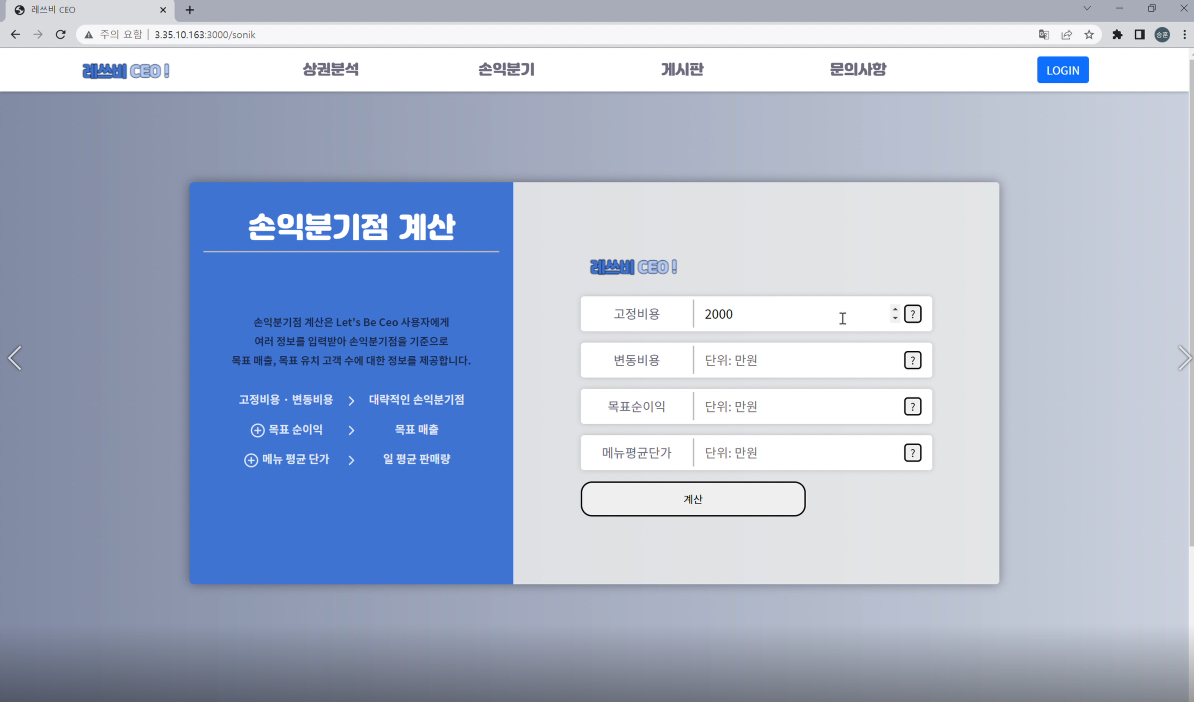 레쓰비 CEO
주의 요함 | 3.35.10.163:3000/sonik
승훈
레쓰비 CEO!
상권분석
손익분기
게시판
문의사항
LOGIN
손익분기점 계산
손익분기점 계산은 Let's Be Ceo 사용자에게
여러 정보를 입력받아 손익분기점을 기준으로
목표 매출, 목표 유치 고객 수에 대한 정보를 제공합니다.
고정비용 · 변동비용 > 대략적인 손익분기점
+ 목표 순이익 > 목표 매출
+ 메뉴 평균 단가 > 일 평균 판매량
레쓰비 CEO!
고정비용 2000 ?
변동비용 단위: 만원 ?
목표순이익 단위: 만원 ?
메뉴평균단가 단위: 만원 ?
계산